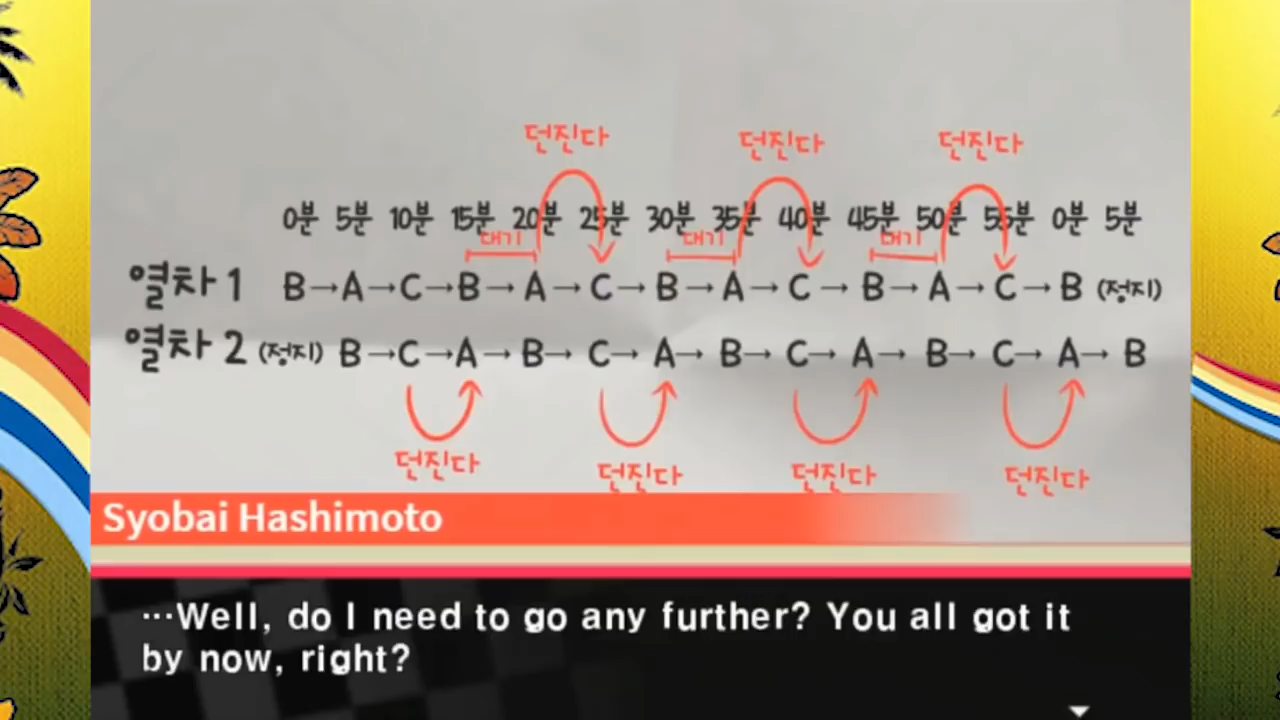 던진다 던진다 던진다
0분 5분 10분 15분 20분 25분 30분 35분 40분 45분 50분 55분 0분 5분
대기 대기 대기
열차 1 B→A→C→B→A→C→B→A→C→B→A→C→B (정지)
열차 2 (정지) B→C→A→B→C→A→B→C→A→B→C→A→B
던진다 던진다 던진다 던진다
Syobai Hashimoto
…Well, do I need to go any further? You all got it
by now, right?